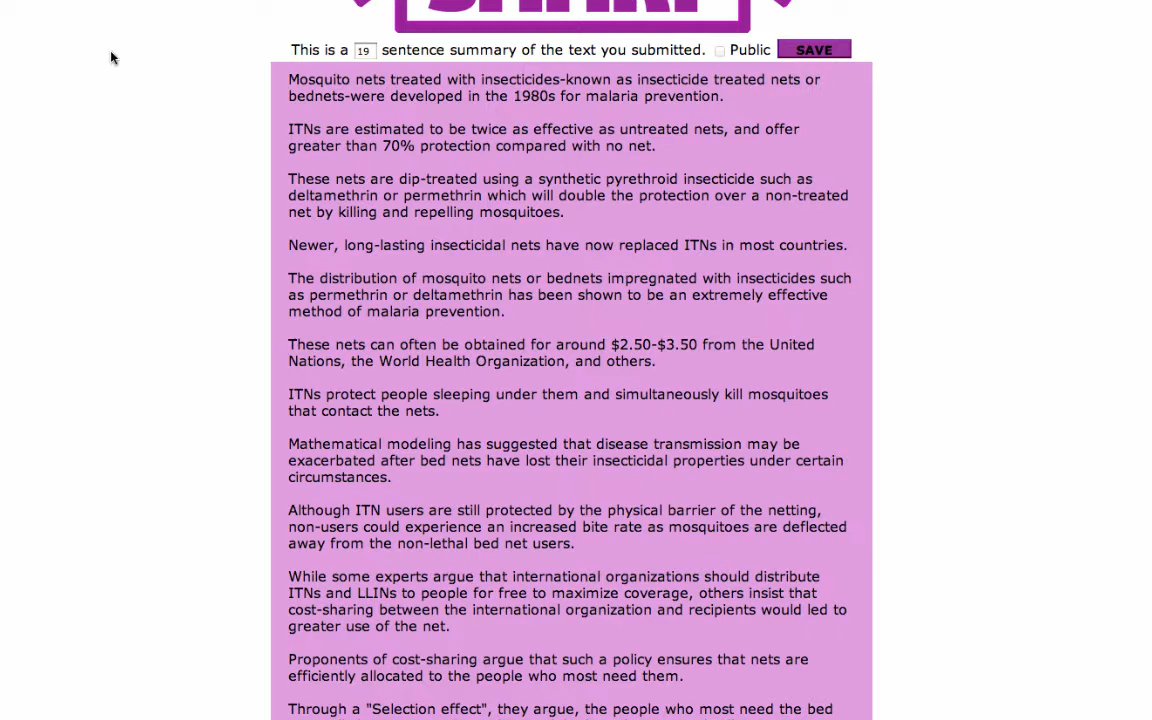 This is a 19 sentence summary of the text you submitted. Public SAVE
Mosquito nets treated with insecticides-known as insecticide treated nets or
bednets-were developed in the 1980s for malaria prevention.
ITNs are estimated to be twice as effective as untreated nets, and offer
greater than 70% protection compared with no net.
These nets are dip-treated using a synthetic pyrethroid insecticide such as
deltamethrin or permethrin which will double the protection over a non-treated
net by killing and repelling mosquitoes.
Newer, long-lasting insecticidal nets have now replaced ITNs in most countries.
The distribution of mosquito nets or bednets impregnated with insecticides such
as permethrin or deltamethrin has been shown to be an extremely effective
method of malaria prevention.
These nets can often be obtained for around $2.50-$3.50 from the United
Nations, the World Health Organization, and others.
ITNs protect people sleeping under them and simultaneously kill mosquitoes
that contact the nets.
Mathematical modeling has suggested that disease transmission may be
exacerbated after bed nets have lost their insecticidal properties under certain
circumstances.
Although ITN users are still protected by the physical barrier of the netting,
non-users could experience an increased bite rate as mosquitoes are deflected
away from the non-lethal bed net users.
While some experts argue that international organizations should distribute
ITNs and LLINs to people for free to maximize coverage, others insist that
cost-sharing between the international organization and recipients would led to
greater use of the net.
Proponents of cost-sharing argue that such a policy ensures that nets are
efficiently allocated to the people who most need them.
Through a "Selection effect", they argue, the people who most need the bed